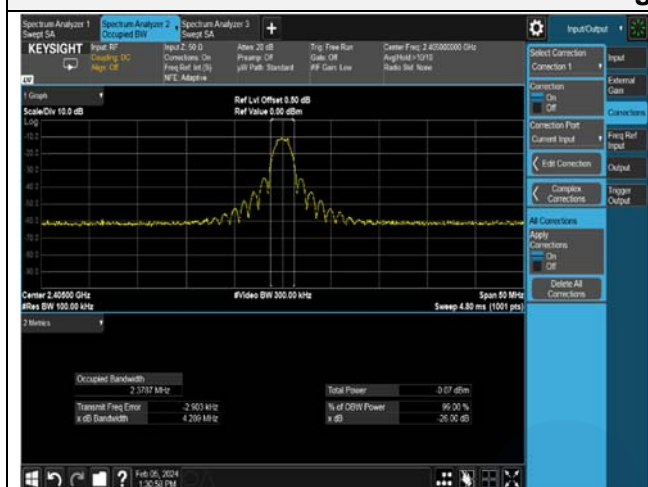 Spectrum Analyzer 1
Swept SA
Spectrum Analyzer 2
Occupied BW
Spectrum Analyzer 3
Swept SA
Input/Output
KEYSIGHT
Input: RF
Coupling: DC
Align: Off
Input Z: 50 Ω
Corrections: On
Freq Ref: Int (S)
NFE: Adaptive
Atten: 20 dB
Preamp: Off
µW Path: Standard
Trig: Free Run
Gate: Off
#IF Gain: Low
Center Freq: 2.405000000 GHz
Avg|Hold:>10/10
Radio Std: None
1 Graph
Scale/Div 10.0 dB
Log
Ref Lvl Offset 0.50 dB
Ref Value 0.00 dBm
Center 2.40500 GHz
#Res BW 100.00 kHz
#Video BW 300.00 kHz
Span 50 MHz
Sweep 4.80 ms (1001 pts)
2 Metrics
Occupied Bandwidth
2.3787 MHz
Transmit Freq Error -2.903 kHz
x dB Bandwidth 4.289 MHz
Total Power -0.07 dBm
% of OBW Power 99.00 %
x dB -26.00 dB
Select Correction
Correction 1
Correction
On
Off
Correction Port
Current Input
Edit Correction
Complex
Corrections
All Corrections
Apply
Corrections
On
Off
Delete All
Corrections
Input
External
Gain
Corrections
Freq Ref
Input
Output
Trigger
Output
Feb 05, 2024
1:30:58 PM